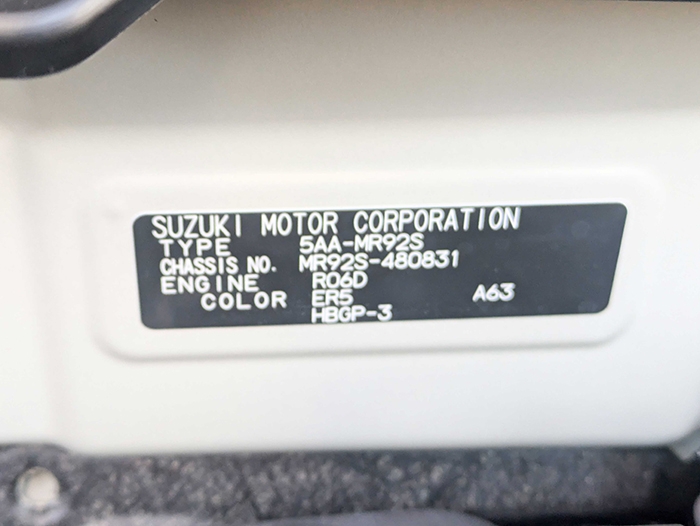 SUZUKI MOTOR CORPORATION
TYPE 5AA-MR92S
CHASSIS NO. MR92S-480831
ENGINE R06D
COLOR ER5 A63
HBGP-3